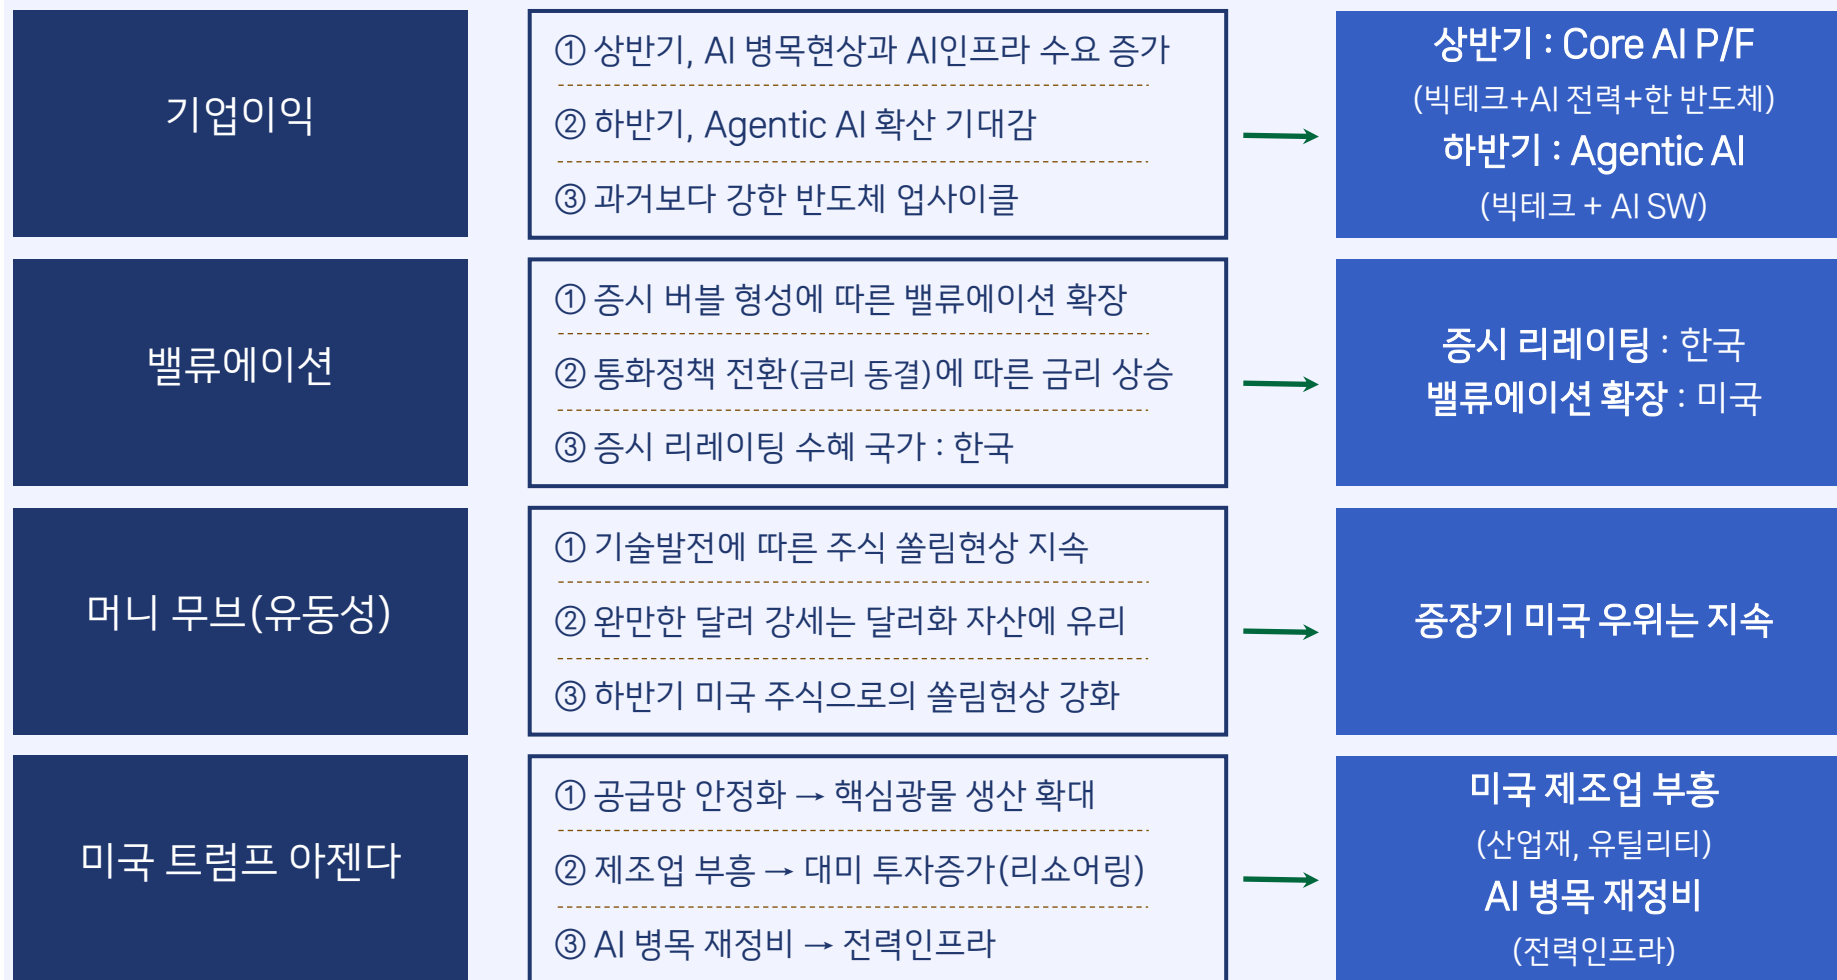 기업이익
① 상반기, AI 병목현상과 AI인프라 수요 증가
② 하반기, Agentic AI 확산 기대감
③ 과거보다 강한 반도체 업사이클
상반기 : Core AI P/F
(빅테크+AI 전력+한 반도체)
하반기 : Agentic AI
(빅테크 + AI SW)
밸류에이션
① 증시 버블 형성에 따른 밸류에이션 확장
② 통화정책 전환(금리 동결)에 따른 금리 상승
③ 증시 리레이팅 수혜 국가 : 한국
증시 리레이팅 : 한국
밸류에이션 확장 : 미국
머니 무브(유동성)
① 기술발전에 따른 주식 쏠림현상 지속
② 완만한 달러 강세는 달러화 자산에 유리
③ 하반기 미국 주식으로의 쏠림현상 강화
중장기 미국 우위는 지속
미국 트럼프 아젠다
① 공급망 안정화 → 핵심광물 생산 확대
② 제조업 부흥 → 대미 투자증가(리쇼어링)
③ AI 병목 재정비 → 전력인프라
미국 제조업 부흥
(산업재, 유틸리티)
AI 병목 재정비
(전력인프라)